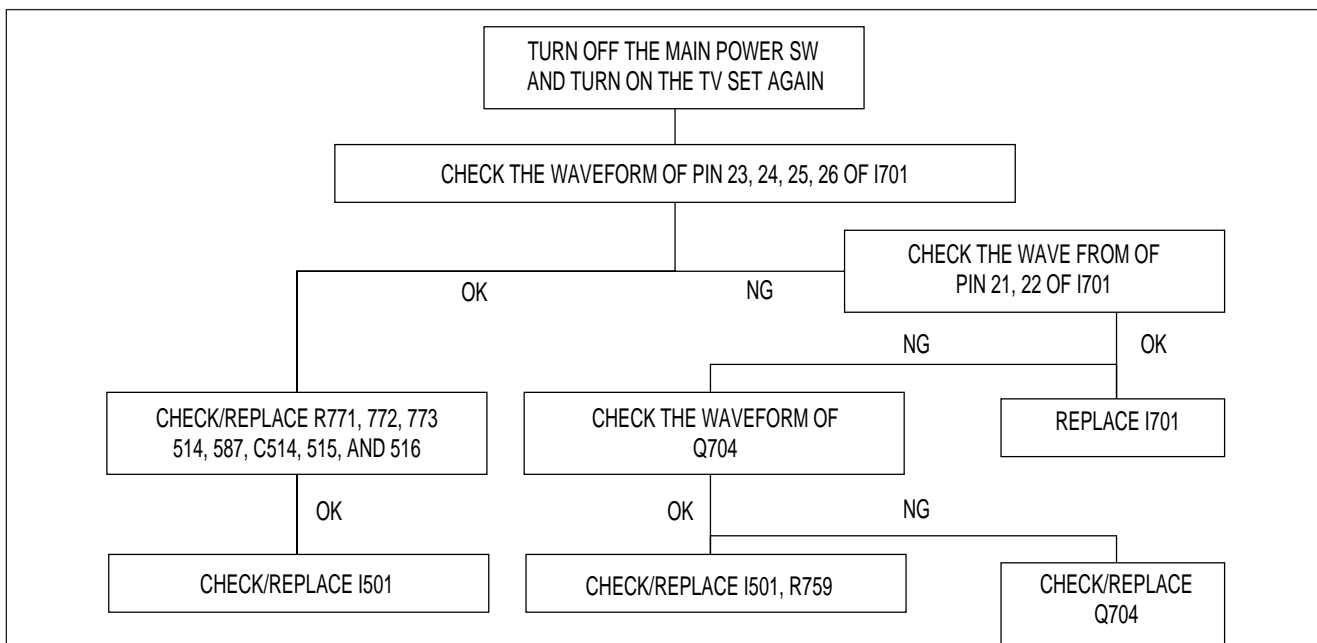 TURN OFF THE MAIN POWER SW
AND TURN ON THE TV SET AGAIN
CHECK THE WAVEFORM OF PIN 23, 24, 25, 26 OF I701
CHECK THE WAVE FROM OF
PIN 21, 22 OF I701
OK
NG
NG
OK
CHECK/REPLACE R771, 772, 773
514, 587, C514, 515, AND 516
CHECK THE WAVEFORM OF
Q704
REPLACE I701
OK
OK
NG
CHECK/REPLACE I501
CHECK/REPLACE I501, R759
CHECK/REPLACE
Q704